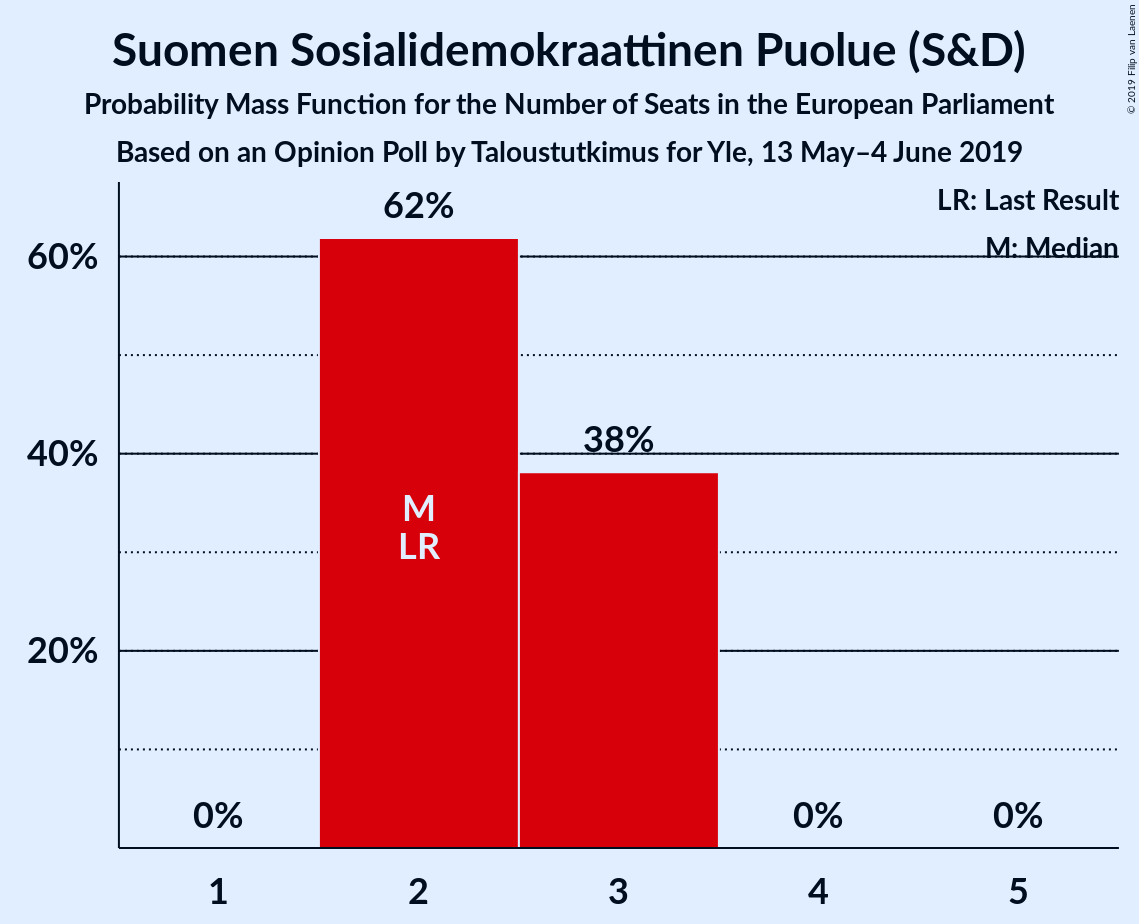 Suomen Sosialidemokraattinen Puolue (S&D)
Probability Mass Function for the Number of Seats in the European Parliament
Based on an Opinion Poll by Taloustutkimus for Yle, 13 May–4 June 2019
© 2019 Filip van Laenen
LR: Last Result
M: Median
62%
60%
38%
40%
M
LR
20%
0%
0%
0%
1
2
3
4
5